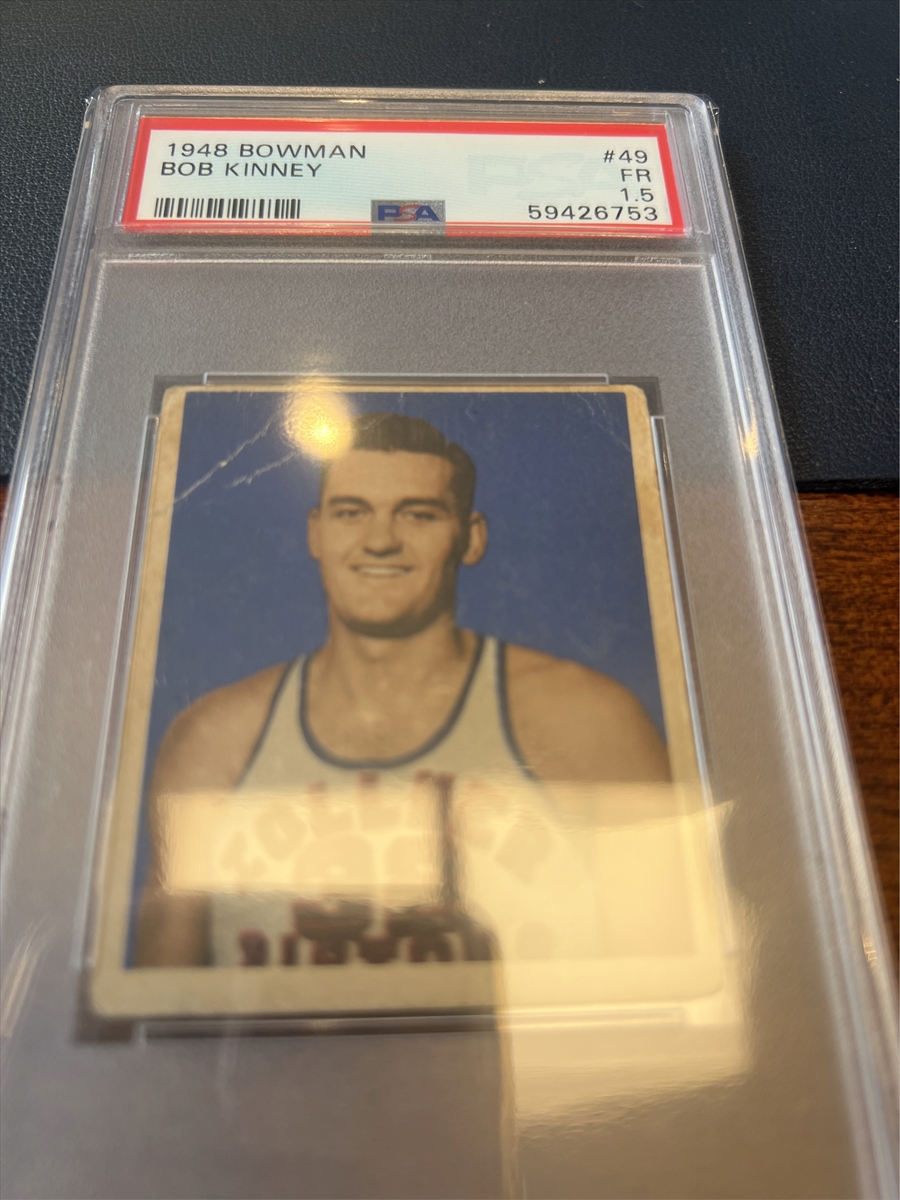 1948 BOWMAN
BOB KINNEY
#49
FR
1.5
59426753
PSA